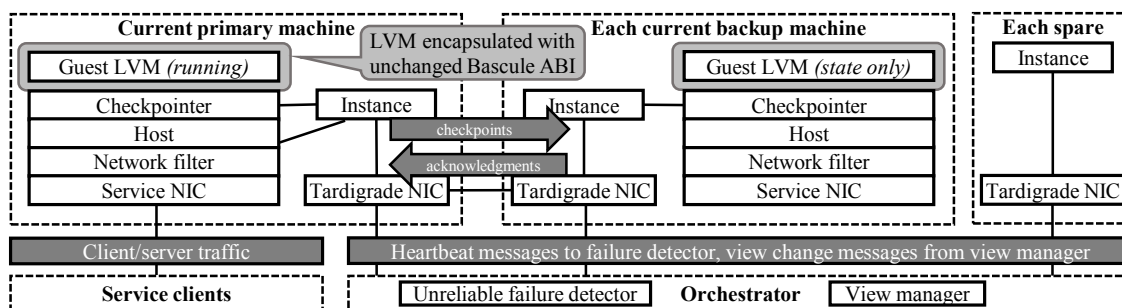 Current primary machine
LVM encapsulated with
unchanged Bascule ABI
Each current backup machine
Each spare
Guest LVM (running)
Guest LVM (state only)
Instance
Checkpointer
Instance
Instance
Checkpointer
Host
checkpoints
Host
Network filter
acknowledgments
Network filter
Service NIC
Tardigrade NIC
Tardigrade NIC
Service NIC
Tardigrade NIC
Client/server traffic
Heartbeat messages to failure detector, view change messages from view manager
Service clients
Unreliable failure detector
Orchestrator
View manager